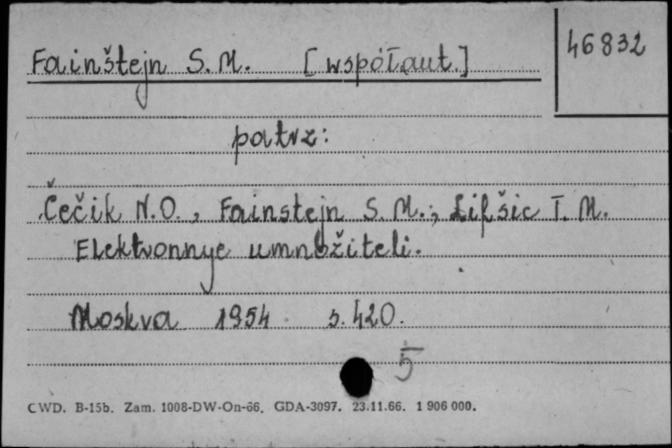 46832
Fainštejn S. M. [współaut.]
patrz:
Čečik N.O., Fainstejn S. M., Lifšic T. M.
Elektronnye umnožiteli.
Moskva 1954 s. 420.
5
CWD. B-15b. Zam. 1008-DW-On-66. GDA-3097. 23.11.66. 1 906 000.